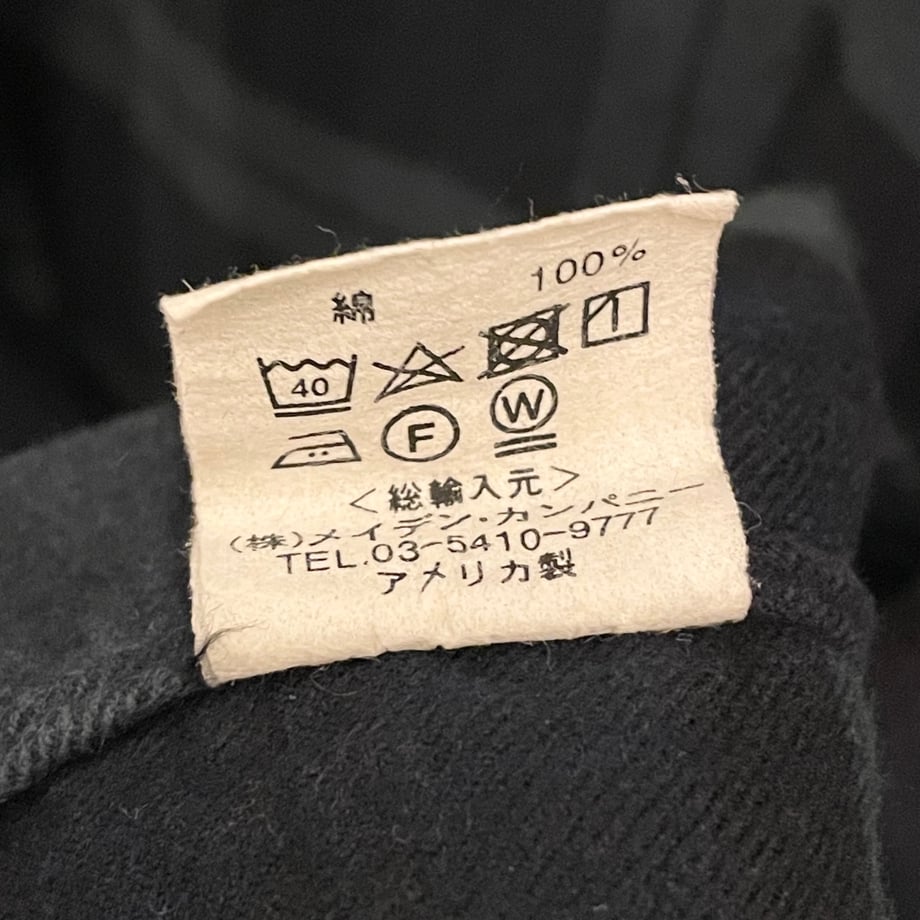 綿 100%
40
F W
<総輸入元>
(株)メイデン・カンパニー
TEL.03-5410-9777
アメリカ製